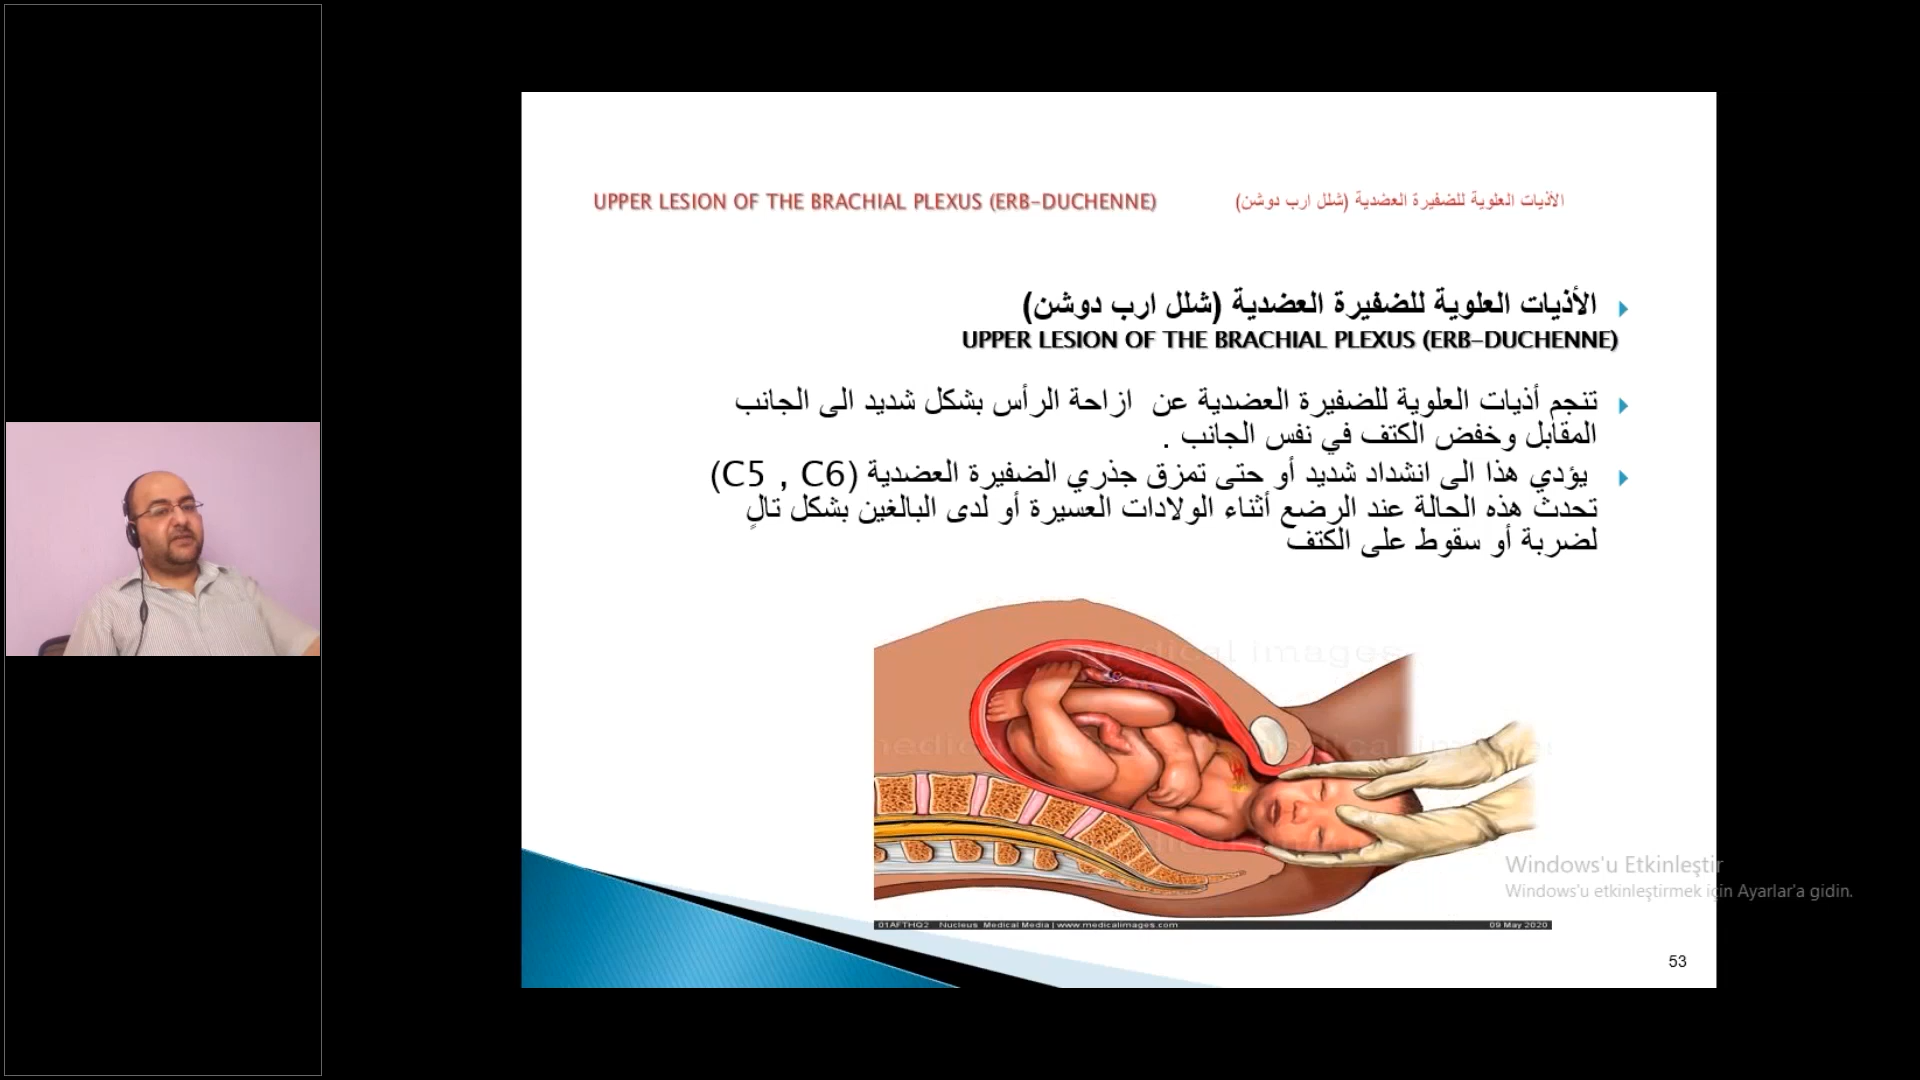 UPPER LESION OF THE BRACHIAL PLEXUS (ERB-DUCHENNE) الأذيات العلوية للضفيرة العضدية (شلل ارب دوشن)
الأذيات العلوية للضفيرة العضدية (شلل ارب دوشن)
UPPER LESION OF THE BRACHIAL PLEXUS (ERB-DUCHENNE)
تنجم أذيات العلوية للضفيرة العضدية عن ازاحة الرأس بشكل شديد الى الجانب
المقابل وخفض الكتف في نفس الجانب .
يؤدي هذا الى انشداد شديد أو حتى تمزق جذري الضفيرة العضدية (C5 , C6)
تحدث هذه الحالة عند الرضع أثناء الولادات العسيرة أو لدى البالغين بشكل تالٍ
لضربة أو سقوط على الكتف
medical images
Windows'u Etkinleştir
Windows'u etkinleştirmek için Ayarlar'a gidin.
01AFTHQ2 Nucleus Medical Media | www.medicalimages.com 09 May 2020
53